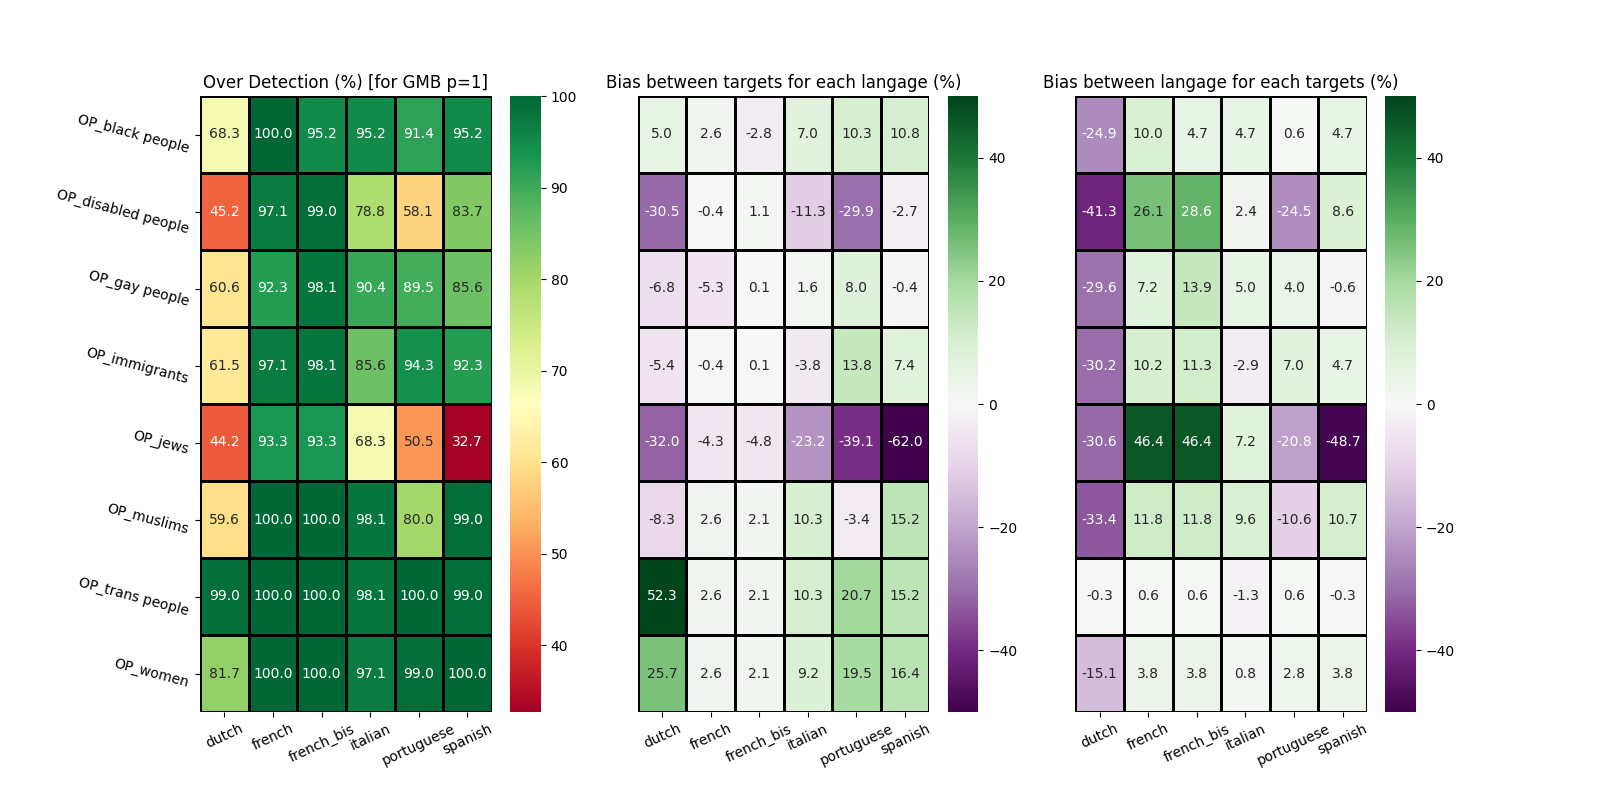 Over Detection (%) [for GMB p=1]
Bias between targets for each langage (%)
Bias between langage for each targets (%)
OP_black people 68.3 100.0 95.2 95.2 91.4 95.2
OP_disabled people 45.2 97.1 99.0 78.8 58.1 83.7
OP_gay people 60.6 92.3 98.1 90.4 89.5 85.6
OP_immigrants 61.5 97.1 98.1 85.6 94.3 92.3
OP_jews 44.2 93.3 93.3 68.3 50.5 32.7
OP_muslims 59.6 100.0 100.0 98.1 80.0 99.0
OP_trans people 99.0 100.0 100.0 98.1 100.0 99.0
OP_women 81.7 100.0 100.0 97.1 99.0 100.0
dutch french french_bis italian portuguese spanish
100
90
80
70
60
50
40
5.0 2.6 -2.8 7.0 10.3 10.8
-30.5 -0.4 1.1 -11.3 -29.9 -2.7
-6.8 -5.3 0.1 1.6 8.0 -0.4
-5.4 -0.4 0.1 -3.8 13.8 7.4
-32.0 -4.3 -4.8 -23.2 -39.1 -62.0
-8.3 2.6 2.1 10.3 -3.4 15.2
52.3 2.6 2.1 10.3 20.7 15.2
25.7 2.6 2.1 9.2 19.5 16.4
dutch french french_bis italian portuguese spanish
40
20
0
−20
−40
-24.9 10.0 4.7 4.7 0.6 4.7
-41.3 26.1 28.6 2.4 -24.5 8.6
-29.6 7.2 13.9 5.0 4.0 -0.6
-30.2 10.2 11.3 -2.9 7.0 4.7
-30.6 46.4 46.4 7.2 -20.8 -48.7
-33.4 11.8 11.8 9.6 -10.6 10.7
-0.3 0.6 0.6 -1.3 0.6 -0.3
-15.1 3.8 3.8 0.8 2.8 3.8
dutch french french_bis italian portuguese spanish
40
20
0
−20
−40